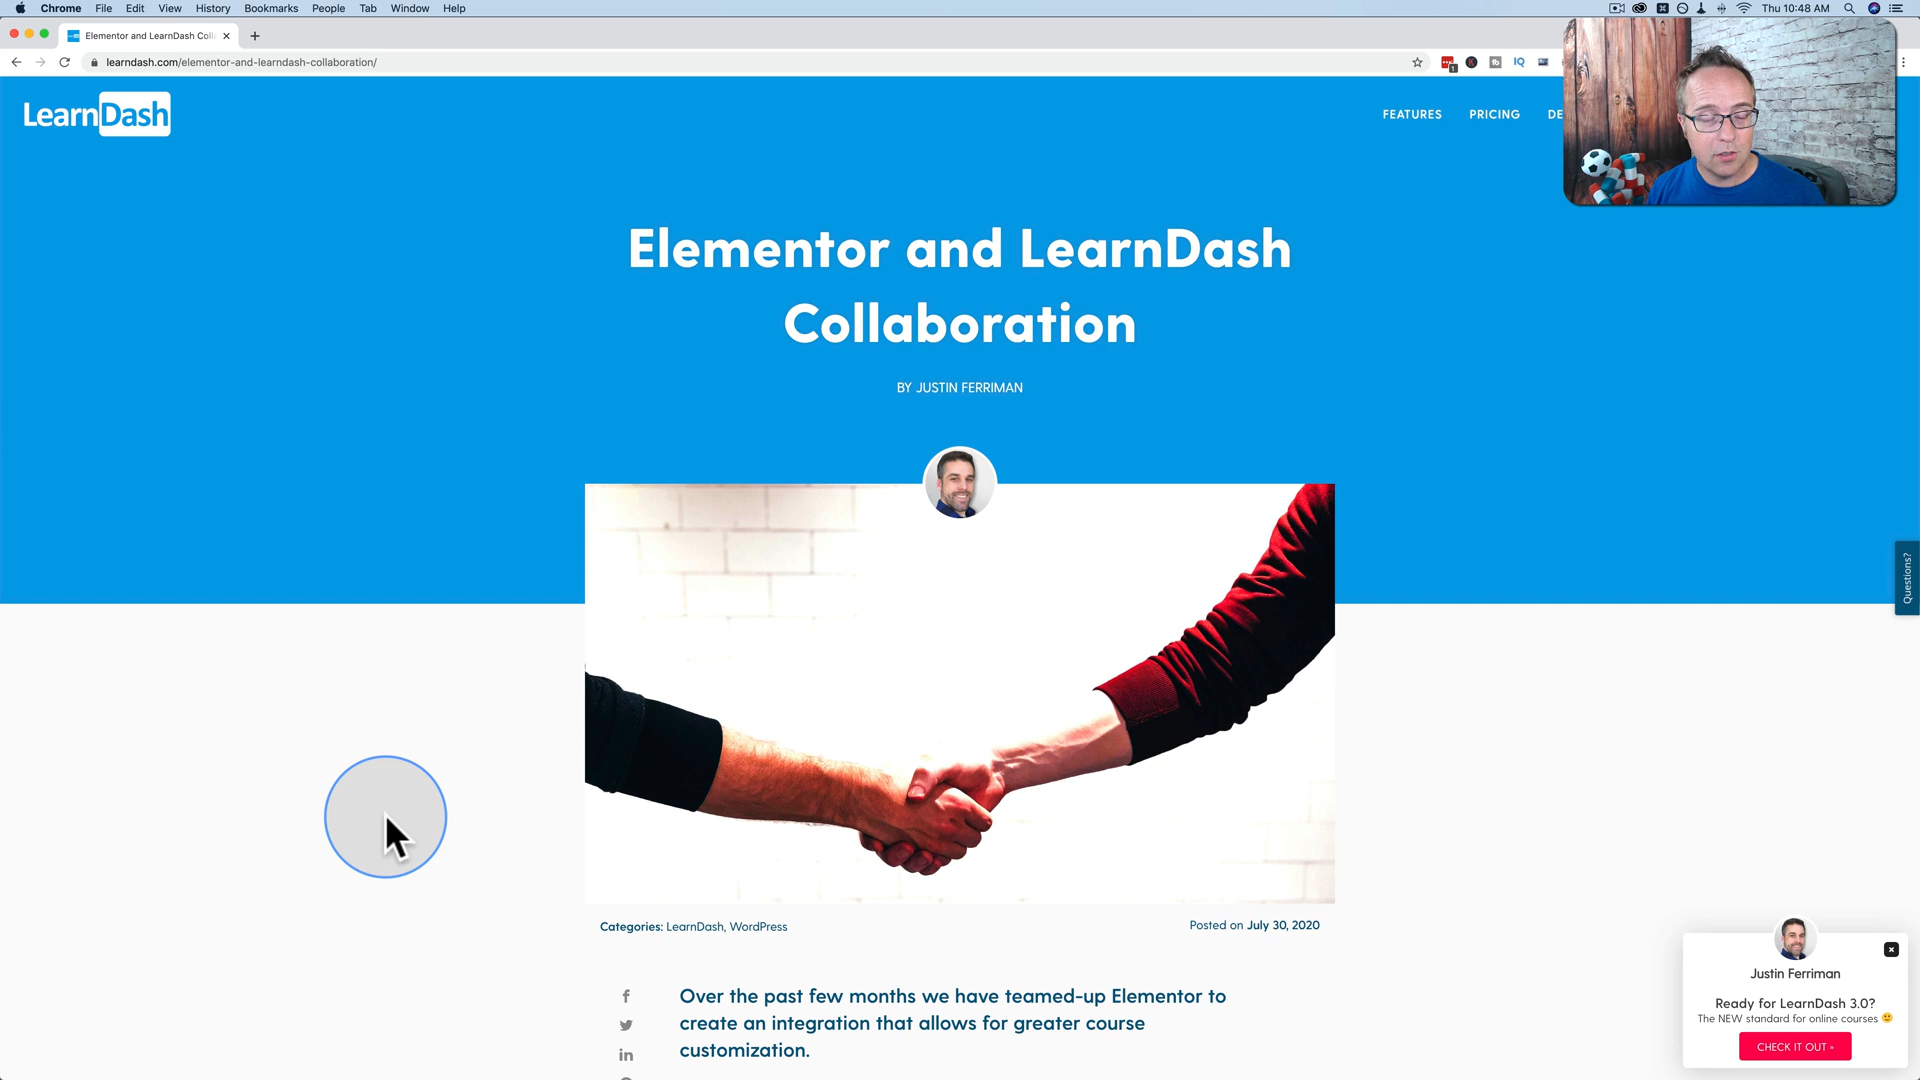 Chrome File Edit View History Bookmarks People Tab Window Help
Thu 10:48 AM
Elementor and LearnDash Coll
learndash.com/elementor-and-learndash-collaboration/
IQ
LearnDash
FEATURES PRICING DE
Elementor and LearnDash
Collaboration
BY JUSTIN FERRIMAN
Questions?
Categories: LearnDash, WordPress
Posted on July 30, 2020
Over the past few months we have teamed-up Elementor to
create an integration that allows for greater course
customization.
Justin Ferriman
Ready for LearnDash 3.0?
The NEW standard for online courses 🙂
CHECK IT OUT »